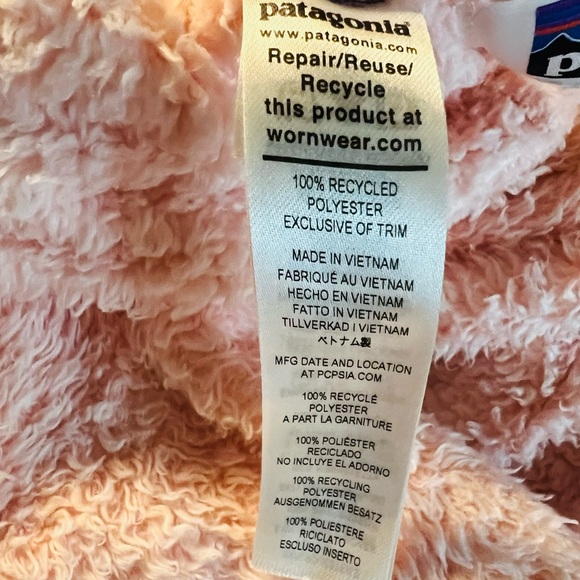 patagonia®
www.patagonia.com
Repair/Reuse/
Recycle
this product at
wornwear.com
100% RECYCLED
POLYESTER
EXCLUSIVE OF TRIM
MADE IN VIETNAM
FABRIQUÉ AU VIETNAM
HECHO EN VIETNAM
FATTO IN VIETNAM
TILLVERKAD I VIETNAM
ベトナム製
MFG DATE AND LOCATION
AT PCPSIA.COM
100% RECYCLÉ
POLYESTER
A PART LA GARNITURE
100% POLIÉSTER
RECICLADO
NO INCLUYE EL ADORNO
100% RECYCLING
POLYESTER
AUSGENOMMEN BESATZ
100% POLIESTERE
RICICLATO
ESCLUSO INSERTO
p